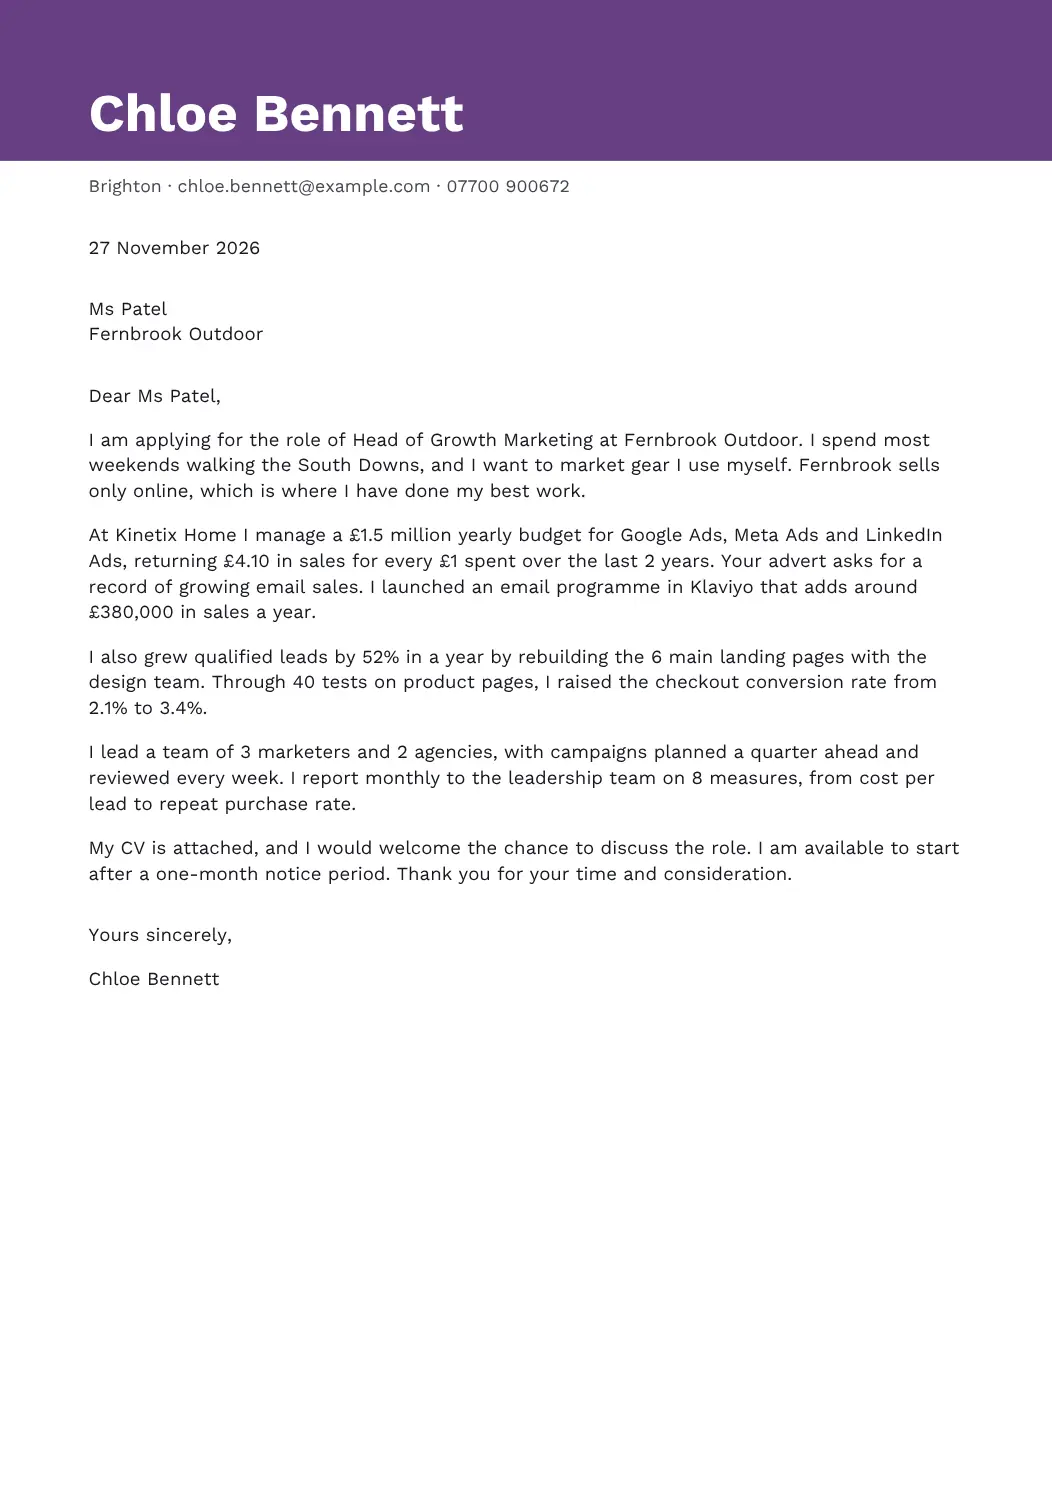 Chloe Bennett
Brighton · chloe.bennett@example.com · 07700 900672
27 November 2026
Ms Patel
Fernbrook Outdoor
Dear Ms Patel,
I am applying for the role of Head of Growth Marketing at Fernbrook Outdoor. I spend most
weekends walking the South Downs, and I want to market gear I use myself. Fernbrook sells
only online, which is where I have done my best work.
At Kinetix Home I manage a £1.5 million yearly budget for Google Ads, Meta Ads and LinkedIn
Ads, returning £4.10 in sales for every £1 spent over the last 2 years. Your advert asks for a
record of growing email sales. I launched an email programme in Klaviyo that adds around
£380,000 in sales a year.
I also grew qualified leads by 52% in a year by rebuilding the 6 main landing pages with the
design team. Through 40 tests on product pages, I raised the checkout conversion rate from
2.1% to 3.4%.
I lead a team of 3 marketers and 2 agencies, with campaigns planned a quarter ahead and
reviewed every week. I report monthly to the leadership team on 8 measures, from cost per
lead to repeat purchase rate.
My CV is attached, and I would welcome the chance to discuss the role. I am available to start
after a one-month notice period. Thank you for your time and consideration.
Yours sincerely,
Chloe Bennett